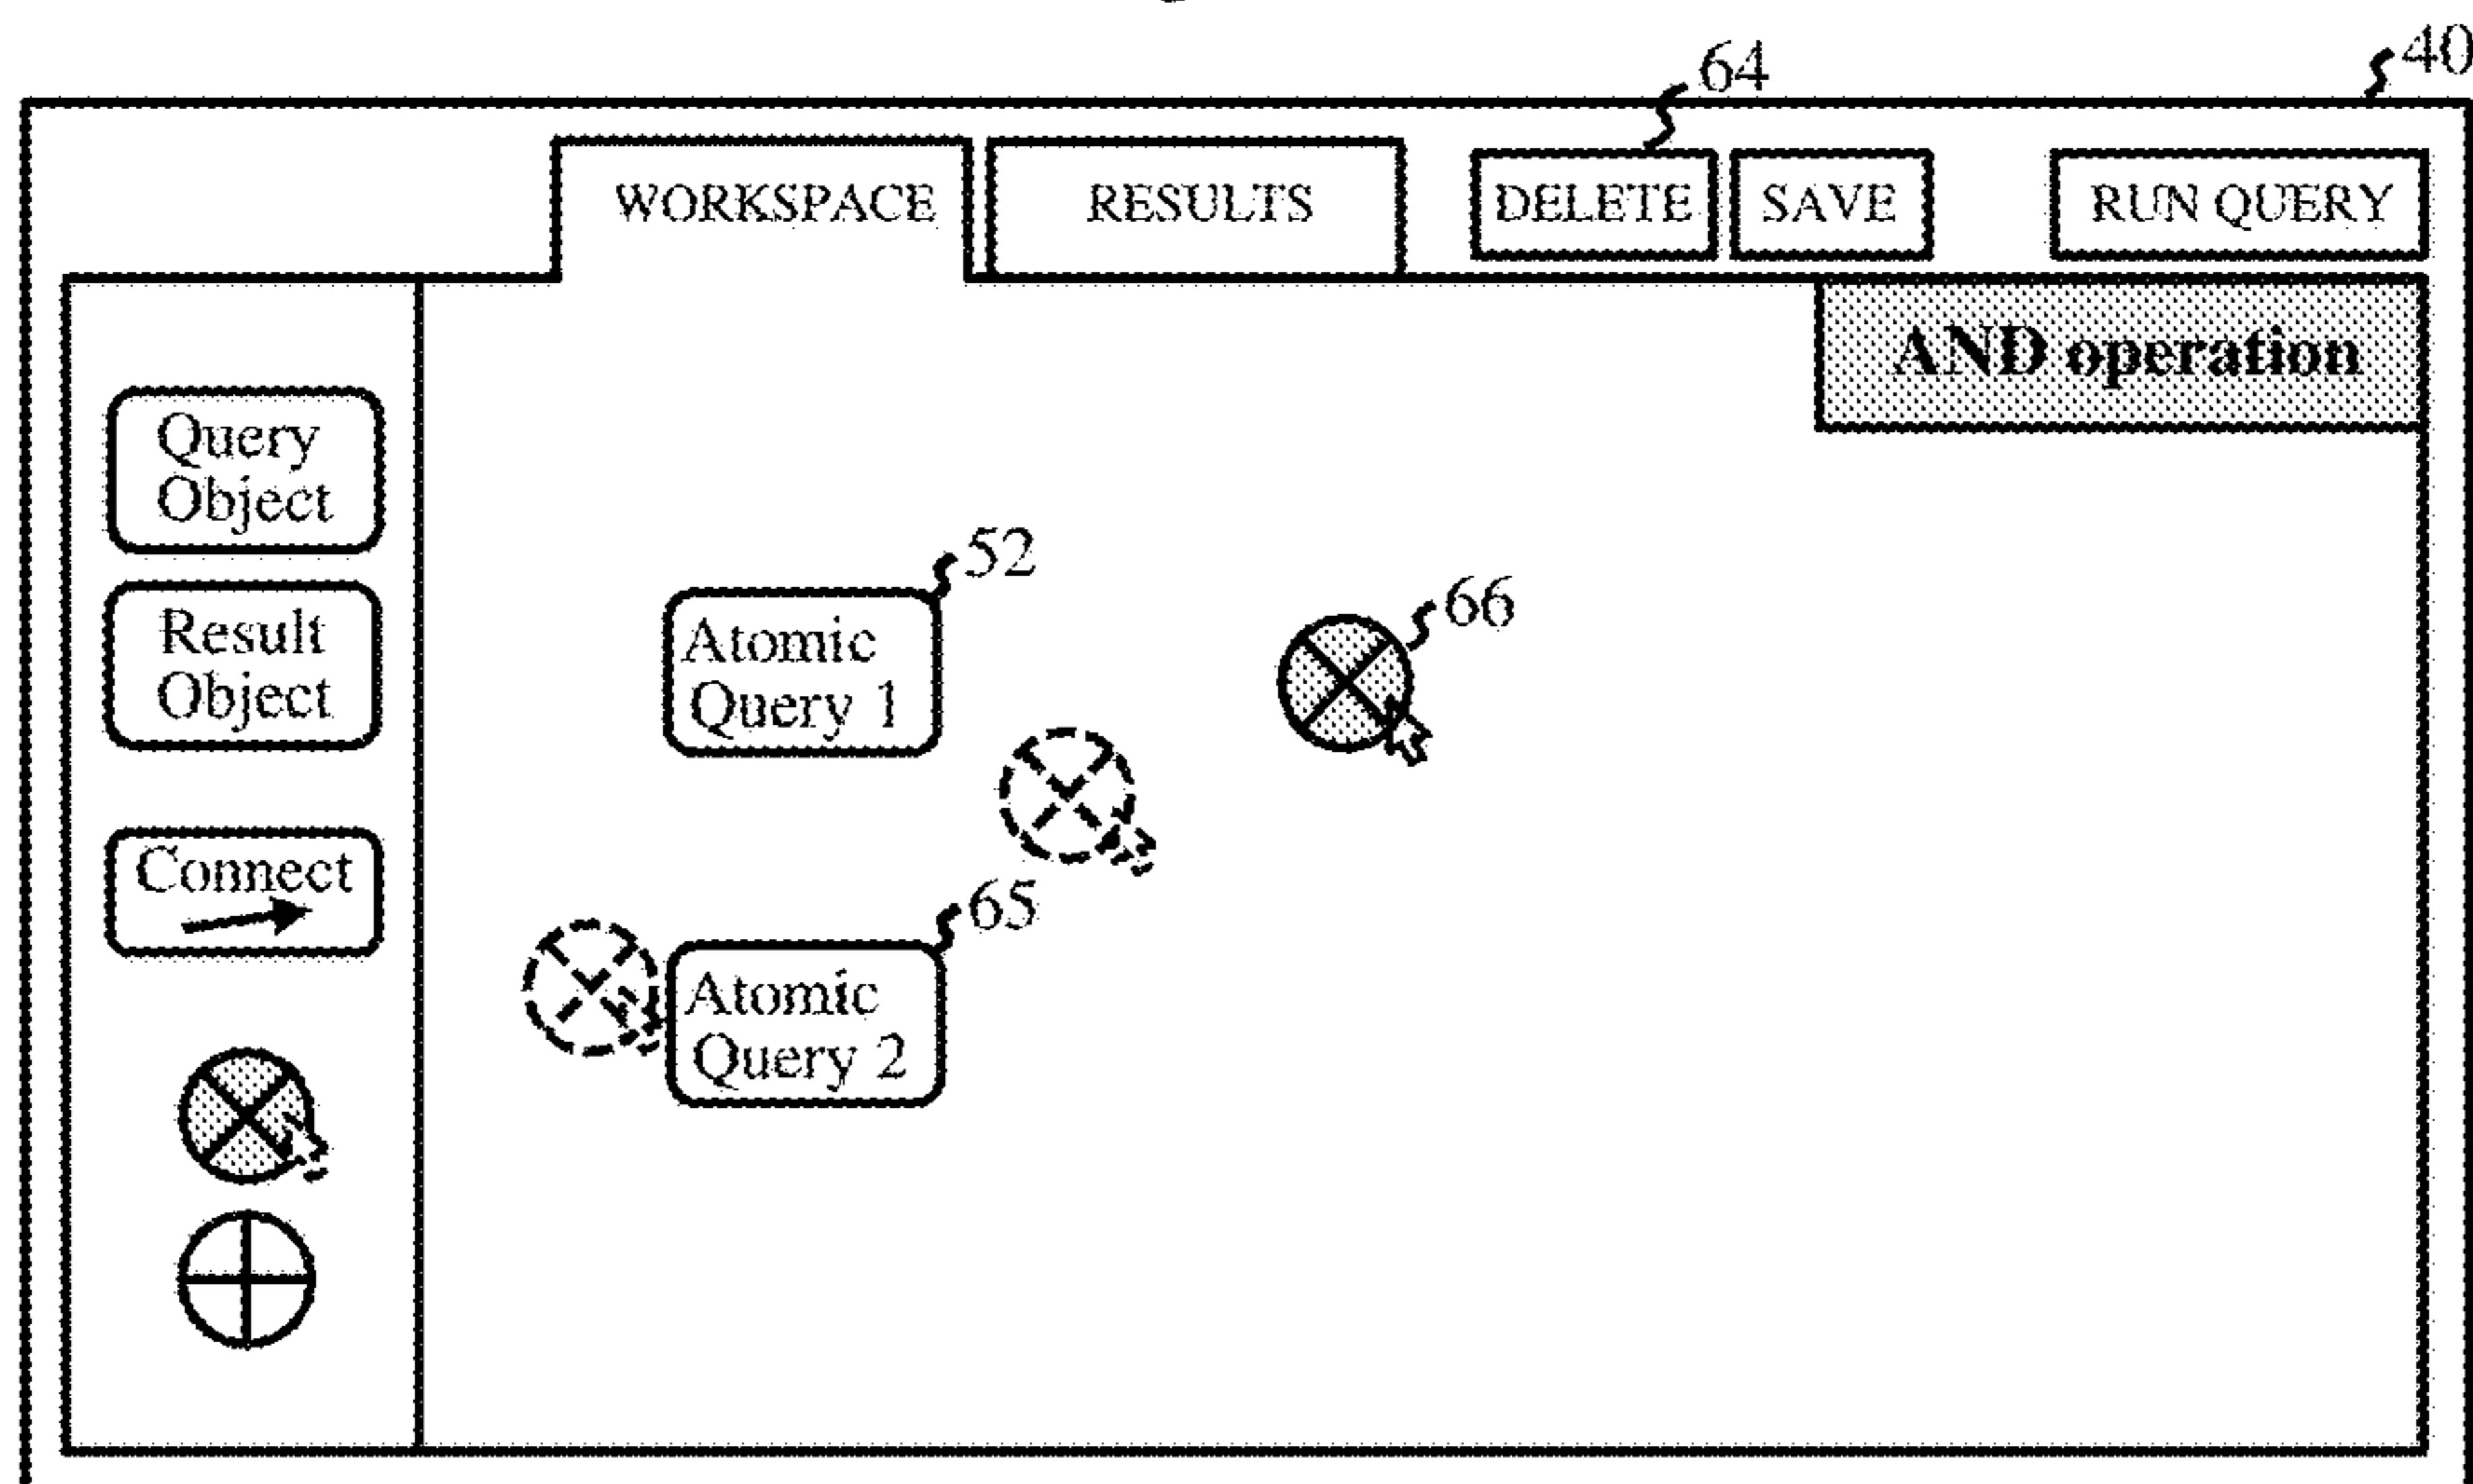 40
64
WORKSPACE
RESULTS
DELETE
SAVE
RUN QUERY
AND operation
Query
Object
Result
Object
Connect
52
Atomic
Query 1
66
65
Atomic
Query 2